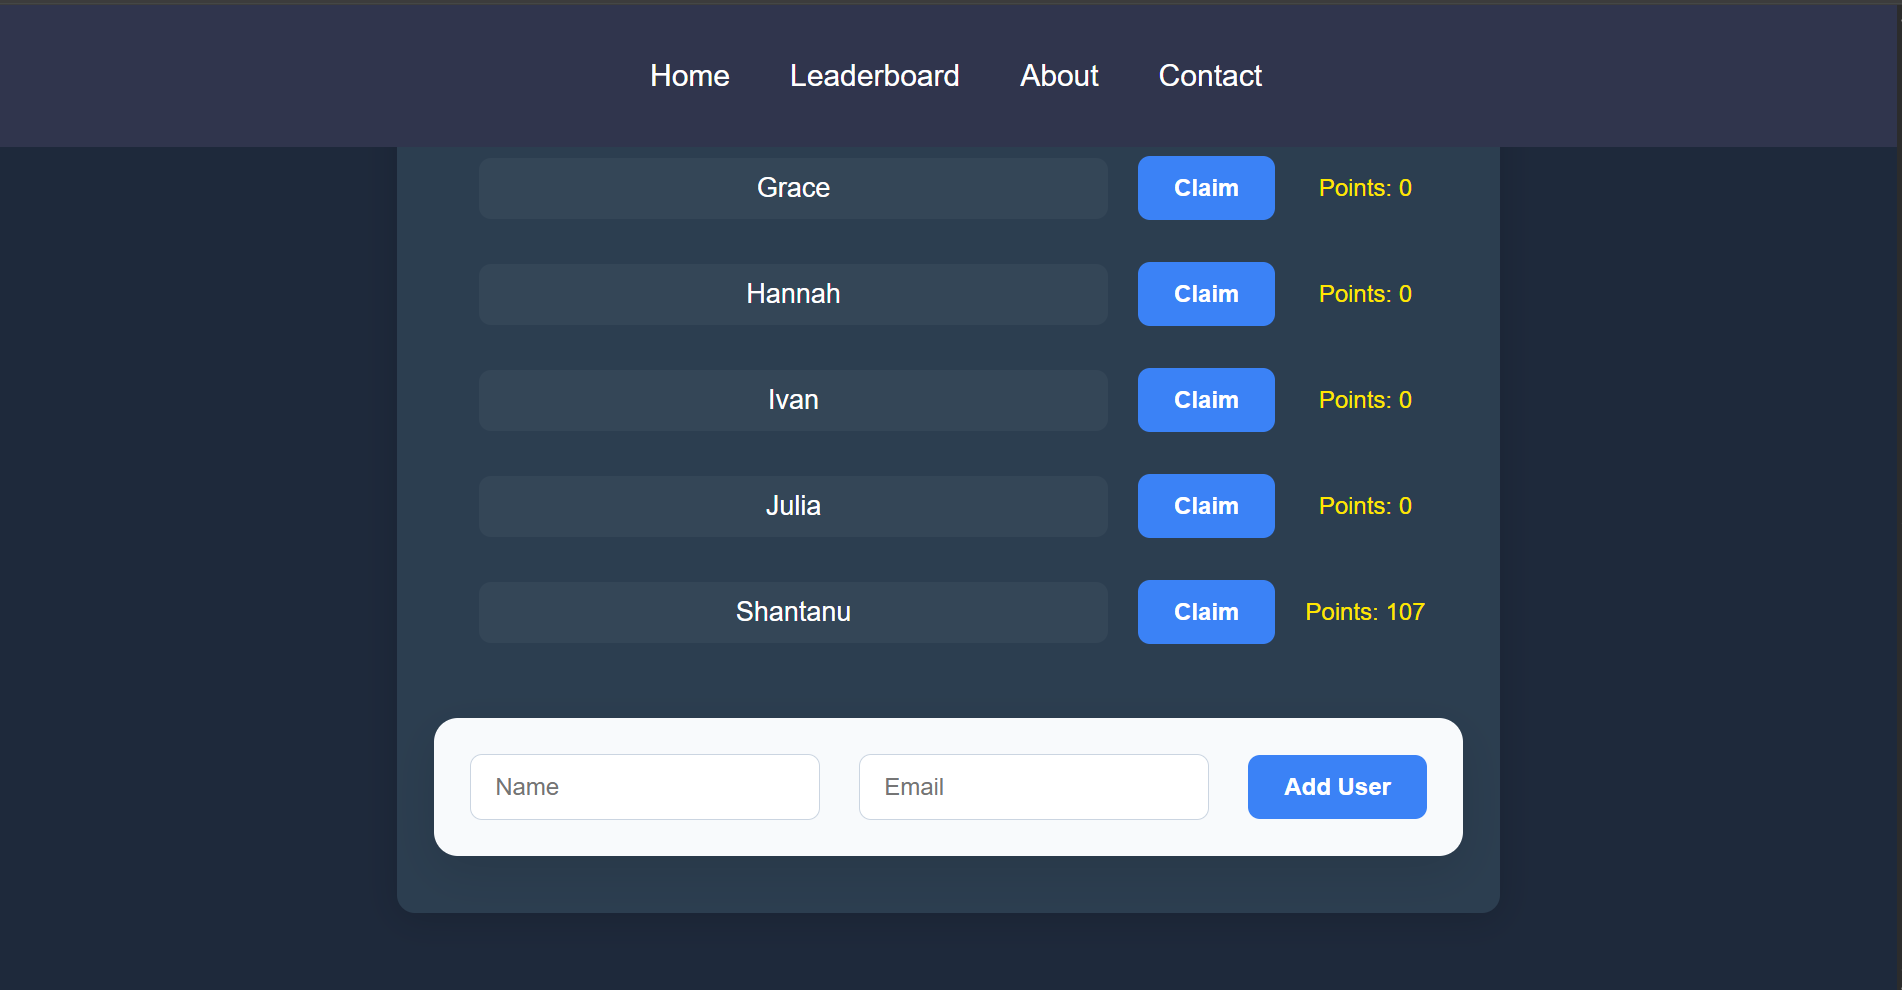 Home Leaderboard About Contact
Grace Claim Points: 0
Hannah Claim Points: 0
Ivan Claim Points: 0
Julia Claim Points: 0
Shantanu Claim Points: 107
Name Email Add User